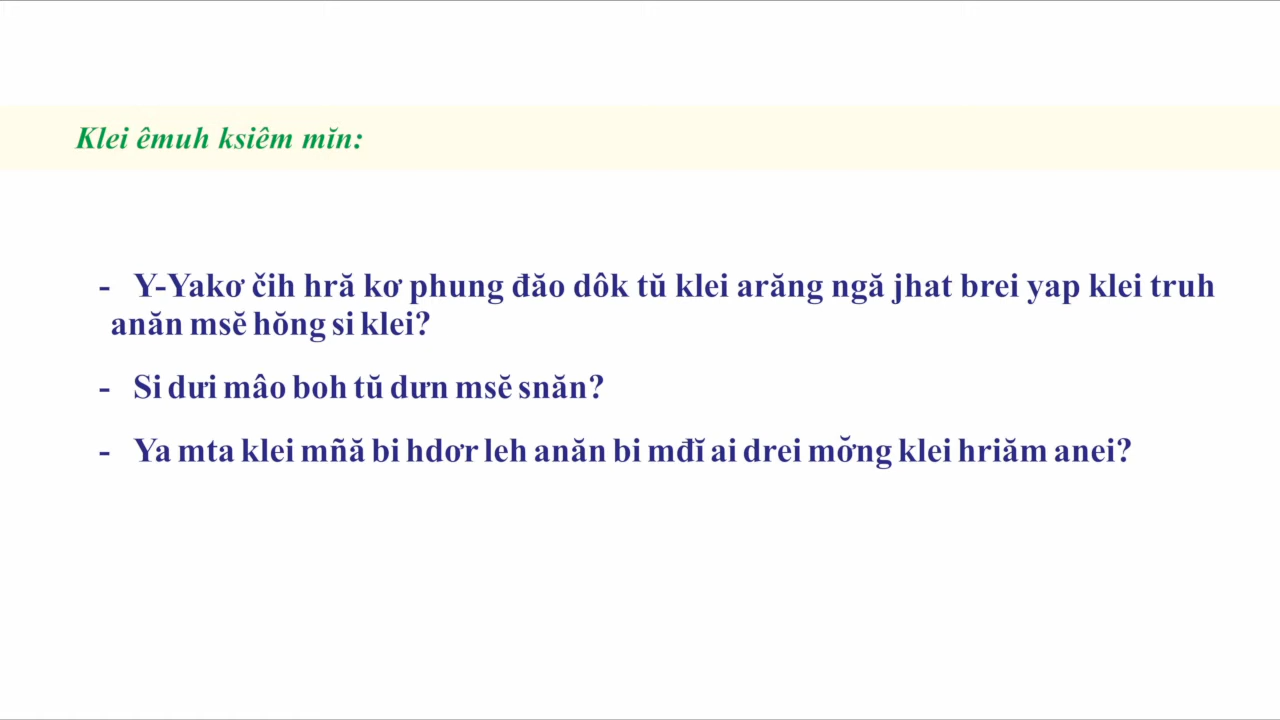 Klei êmuh ksiêm mĭn:
- Y-Yakơ čih hră kơ phung đăo dôk tŭ klei arăng ngă jhat brei yap klei truh
anăn msĕ hŏng si klei?
- Si dưi mâo boh tŭ dưn msĕ snăn?
- Ya mta klei mñă bi hdơr leh anăn bi mđĭ ai drei mơ̆ng klei hriăm anei?